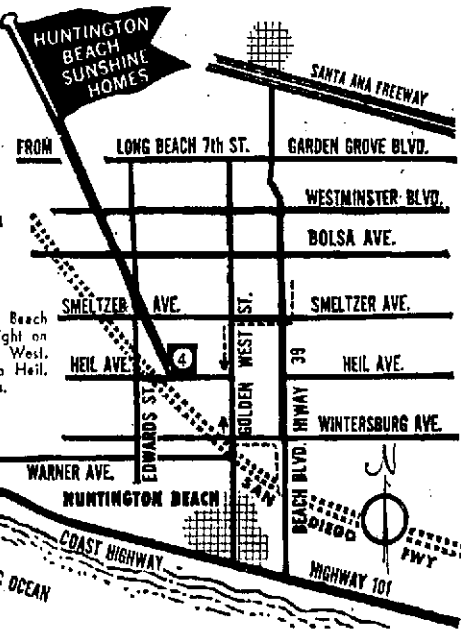 HUNTINGTON
BEACH
SUNSHINE
HOMES
SANTA ANA FREEWAY
FROM LONG BEACH 7th ST. GARDEN GROVE BLVD.
WESTMINSTER BLVD.
BOLSA AVE.
SMELTZER AVE. SMELTZER AVE.
Beach
ght on
West.
Heil.
HEIL AVE. 4 HEIL AVE.
EDWARDS ST.
GOLDEN WEST ST.
BEACH BLVD. HIWAY 39
WINTERSBURG AVE.
WARNER AVE.
N
HUNTINGTON BEACH
SAN DIEGO FWY
COAST HIGHWAY
HIGHWAY 101
OCEAN